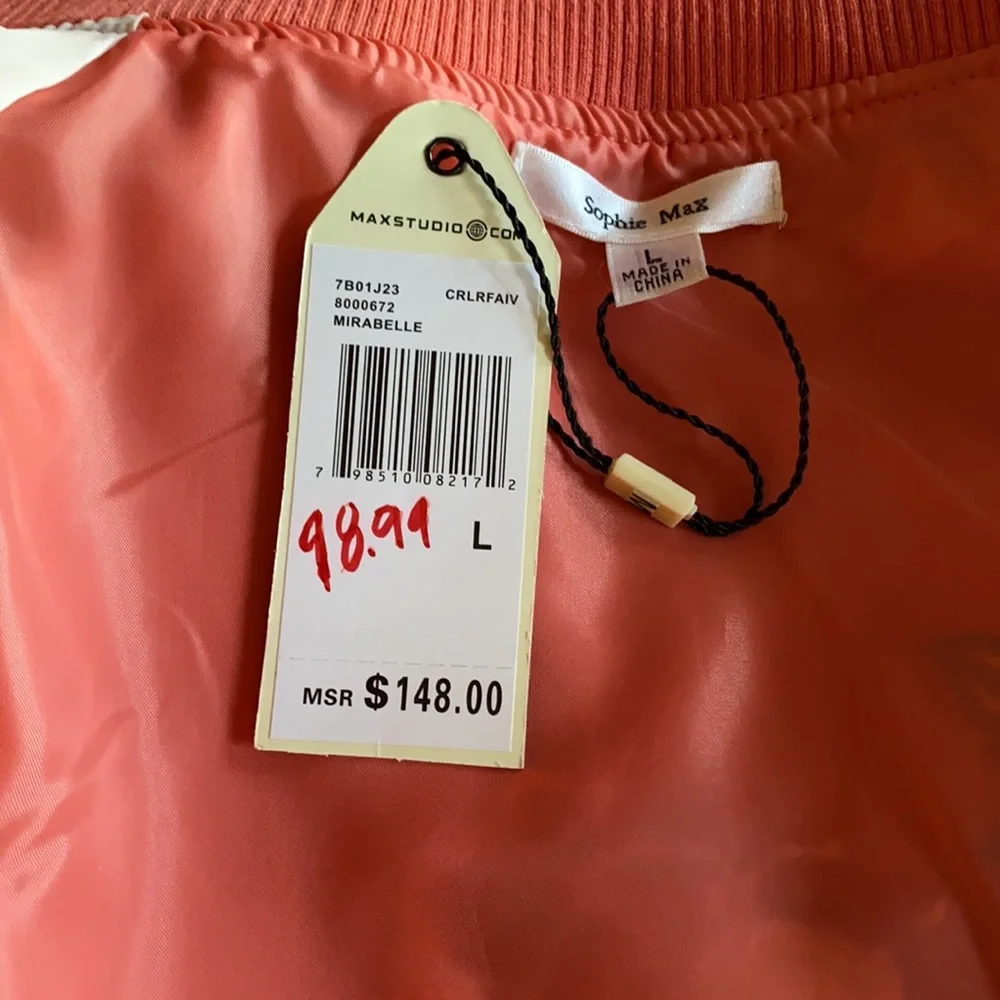 MAXSTUDIO COM
7B01J23 CRLRFAIV
8000672
MIRABELLE
7 98510 08217 2
98.99 L
MSR $148.00
Sophie Max
L
MADE IN
CHINA
M